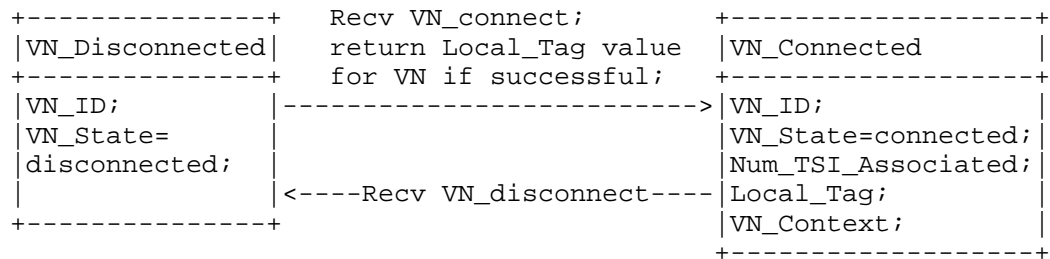 +---------------+   Recv VN_connect;       +-------------------+
|VN_Disconnected|   return Local_Tag value |VN_Connected       |
+---------------+   for VN if successful;  +-------------------+
|VN_ID;         |------------------------->|VN_ID;             |
|VN_State=      |                          |VN_State=connected;|
|disconnected;  |                          |Num_TSI_Associated;|
|               |<----Recv VN_disconnect---|Local_Tag;         |
+---------------+                          |VN_Context;        |
                                           +-------------------+